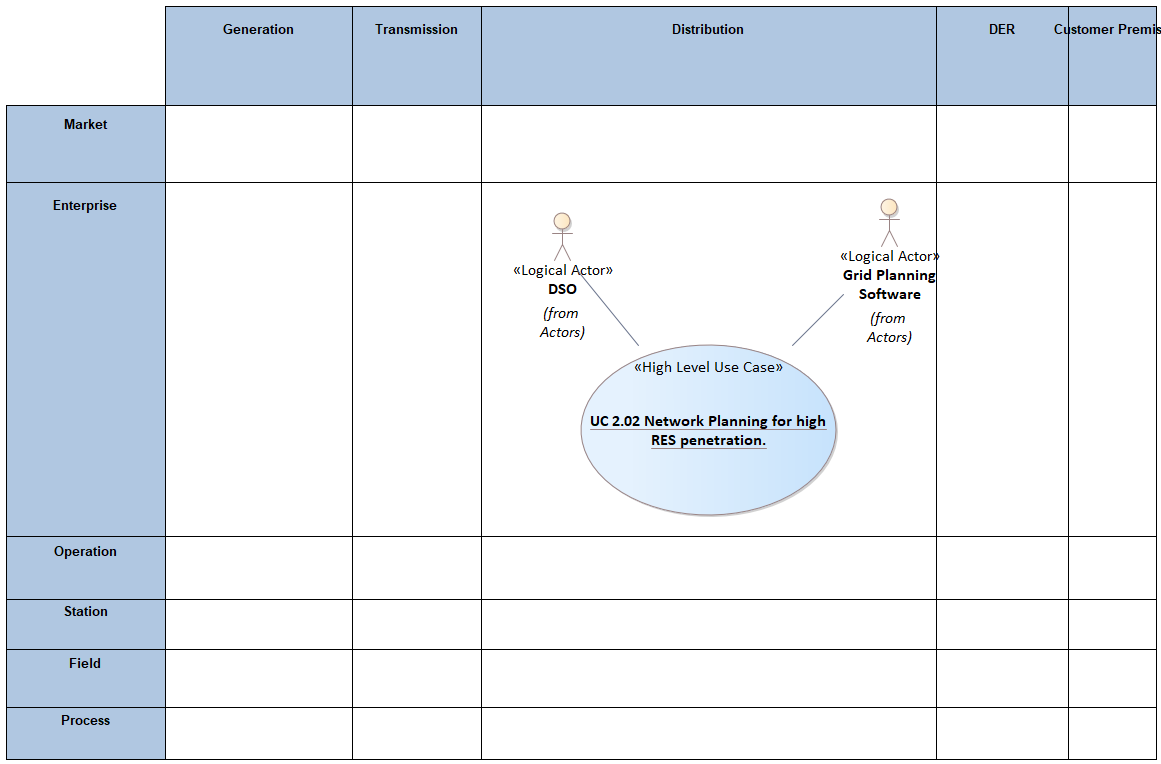 Generation
Transmission
Distribution
DER
Customer Premis
Market
Enterprise
«Logical Actor»
DSO
(from
Actors)
«Logical Actor»
Grid Planning
Software
(from
Actors)
«High Level Use Case»
UC 2.02 Network Planning for high
RES penetration.
Operation
Station
Field
Process